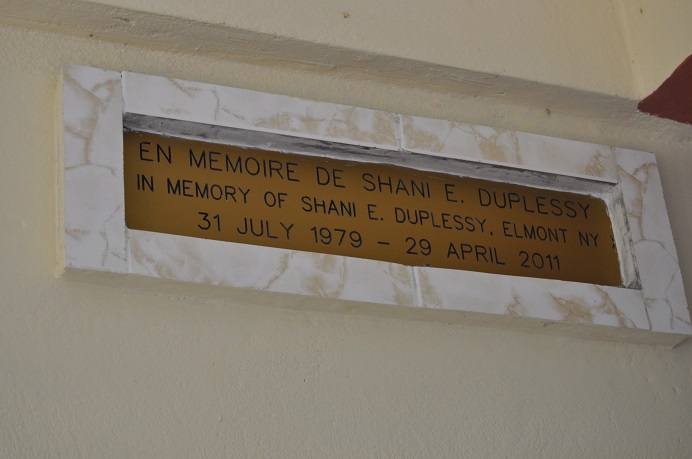 EN MEMOIRE DE SHANI E. DUPLESSY
IN MEMORY OF SHANI E. DUPLESSY, ELMONT NY
31 JULY 1979 – 29 APRIL 2011